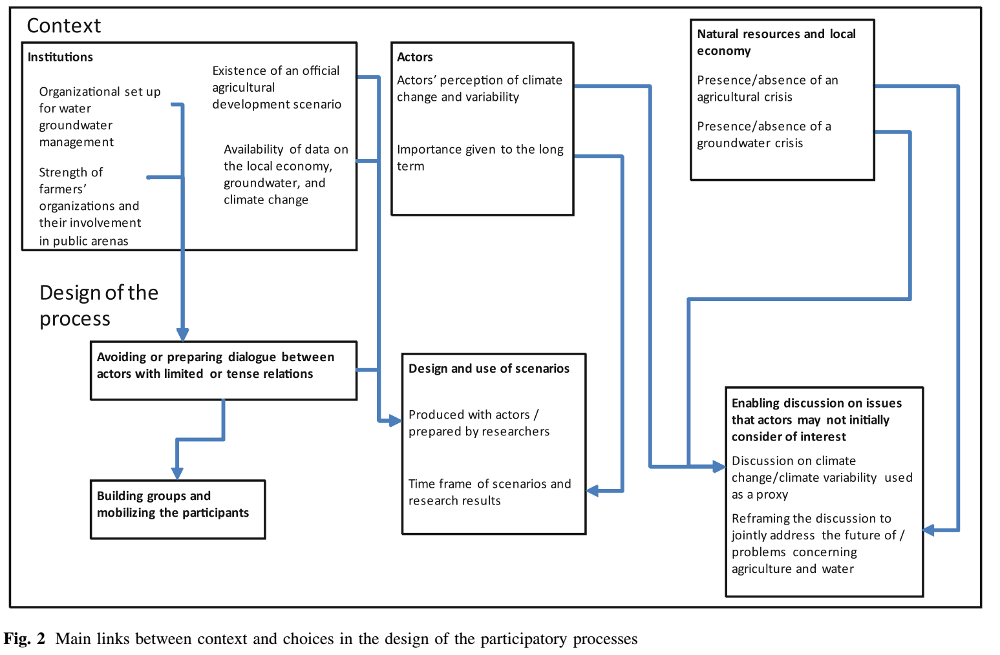 Context
Institutions
Organizational set up
for water
groundwater
management
Strength of
farmers’
organizations and
their involvement
in public arenas
Existence of an official
agricultural
development scenario
Availability of data on
the local economy,
groundwater, and
climate change
Actors
Actors’ perception of climate
change and variability
Importance given to the long
term
Natural resources and local
economy
Presence/absence of an
agricultural crisis
Presence/absence of a
groundwater crisis
Design of the
process
Avoiding or preparing dialogue between
actors with limited or tense relations
Building groups and
mobilizing the participants
Design and use of scenarios
Produced with actors /
prepared by researchers
Time frame of scenarios and
research results
Enabling discussion on issues
that actors may not initially
consider of interest
Discussion on climate
change/climate variability used
as a proxy
Reframing the discussion to
jointly address the future of /
problems concerning
agriculture and water
Fig. 2 Main links between context and choices in the design of the participatory processes